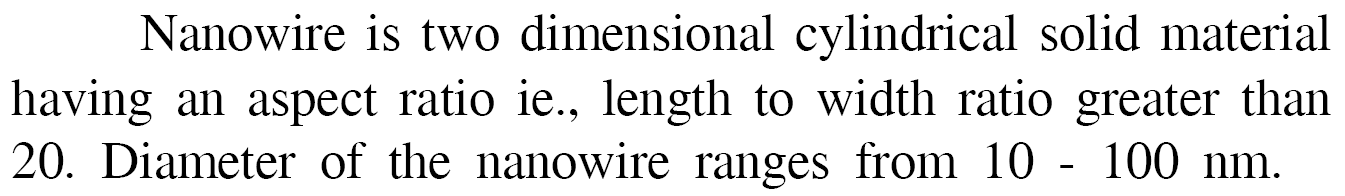 Nanowire is two dimensional cylindrical solid material
having an aspect ratio ie., length to width ratio greater than
20. Diameter of the nanowire ranges from 10 - 100 nm.